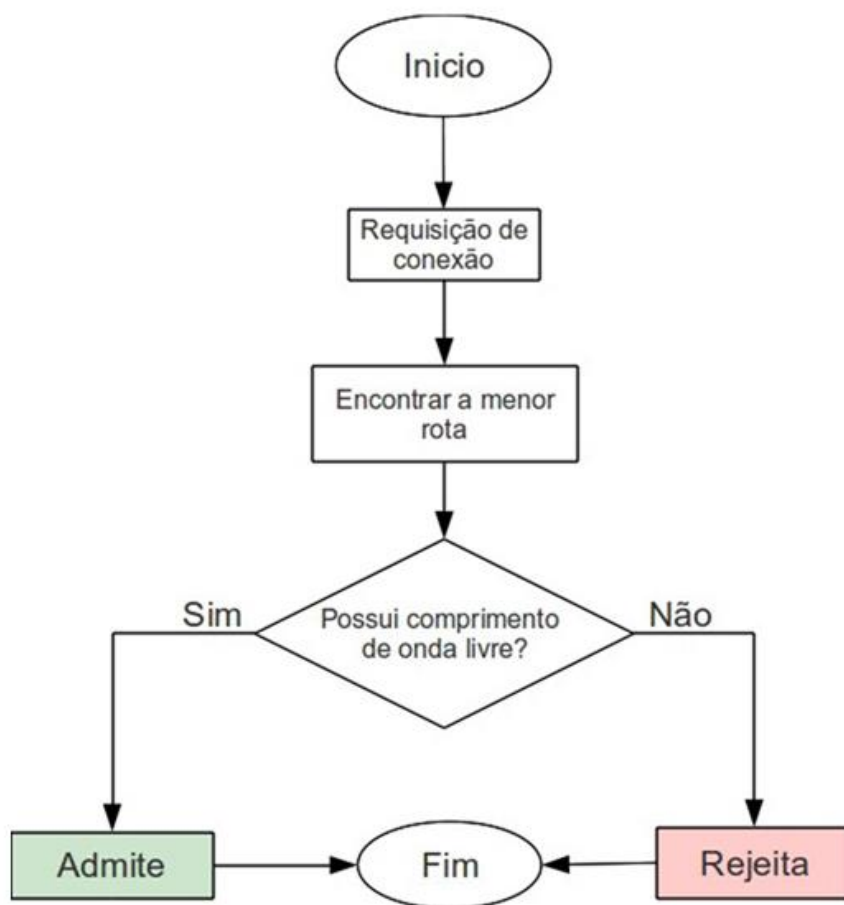 Inicio
Requisição de
conexão
Encontrar a menor
rota
Sim
Possui comprimento
de onda livre?
Não
Admite
Fim
Rejeita